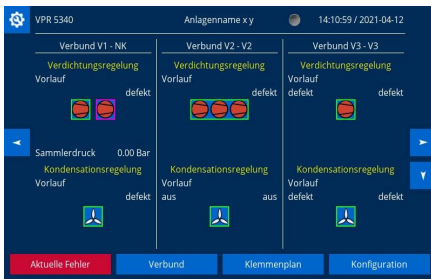 VPR 5340 Anlagenname x y 14:10:59 / 2021-04-12
Verbund V1 - NK Verbund V2 - V2 Verbund V3 - V3
Verdichtungsregelung Verdichtungsregelung Verdichtungsregelung
Vorlauf Vorlauf Vorlauf
defekt defekt defekt defekt
Sammlerdruck 0.00 Bar
Kondensationsregelung Kondensationsregelung Kondensationsregelung
Vorlauf Vorlauf Vorlauf
defekt aus aus defekt defekt
Aktuelle Fehler Verbund Klemmenplan Konfiguration